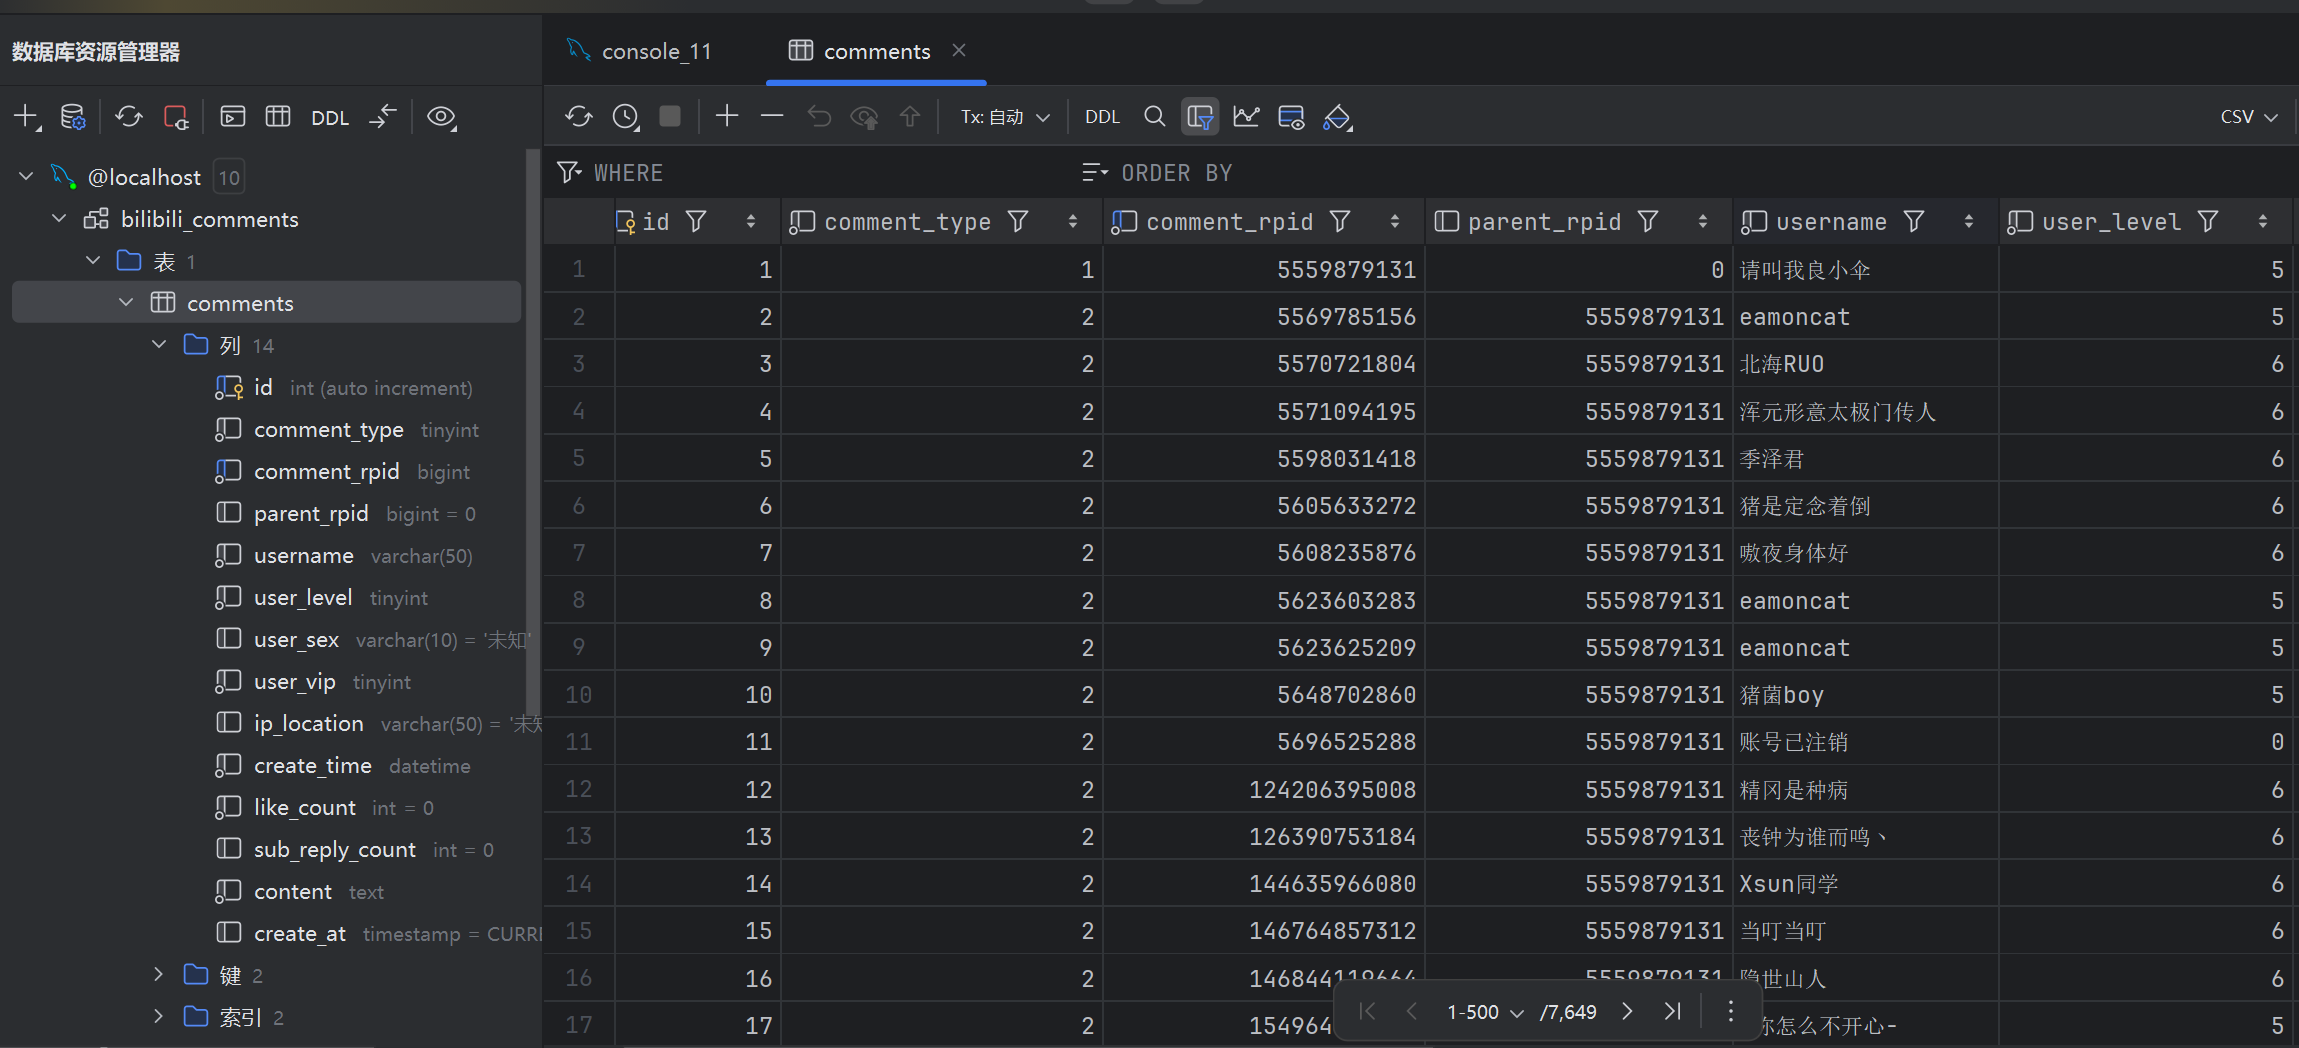 数据库资源管理器
console_11
comments
DDL
Tx: 自动
DDL
CSV
@localhost 10
bilibili_comments
表 1
comments
列 14
id int (auto increment)
comment_type tinyint
comment_rpid bigint
parent_rpid bigint = 0
username varchar(50)
user_level tinyint
user_sex varchar(10) = '未知'
user_vip tinyint
ip_location varchar(50) = '未
create_time datetime
like_count int = 0
sub_reply_count int = 0
content text
create_at timestamp = CURRE
键 2
索引 2
WHERE ORDER BY
id comment_type comment_rpid parent_rpid username user_level
1 1 1 5559879131 0 请叫我良小伞 5
2 2 2 5569785156 5559879131 eamoncat 5
3 3 2 5570721804 5559879131 北海RUO 6
4 4 2 5571094195 5559879131 浑元形意太极门传人 6
5 5 2 5598031418 5559879131 季泽君 6
6 6 2 5605633272 5559879131 猪是定念着倒 6
7 7 2 5608235876 5559879131 嗷夜身体好 6
8 8 2 5623603283 5559879131 eamoncat 5
9 9 2 5623625209 5559879131 eamoncat 5
10 10 2 5648702860 5559879131 猪菌boy 5
11 11 2 5696525288 5559879131 账号已注销 0
12 12 2 124206395008 5559879131 精冈是种病 6
13 13 2 126390753184 5559879131 丧钟为谁而鸣丶 6
14 14 2 144635966080 5559879131 Xsun同学 6
15 15 2 146764857312 5559879131 当叮当叮 6
16 16 2 146844119664 5559879131 隐世山人 6
17 17 2 154964 你怎么不开心- 5
1-500 /7,649